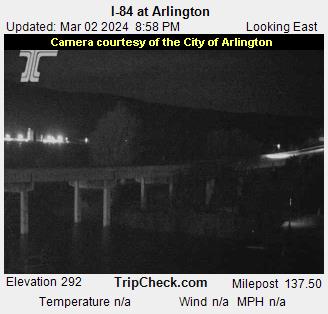 I-84 at Arlington
Updated: Mar 02 2024 8:58 PM Looking East
Camera courtesy of the City of Arlington
Elevation 292 TripCheck.com Milepost 137.50
Temperature n/a Wind n/a MPH n/a